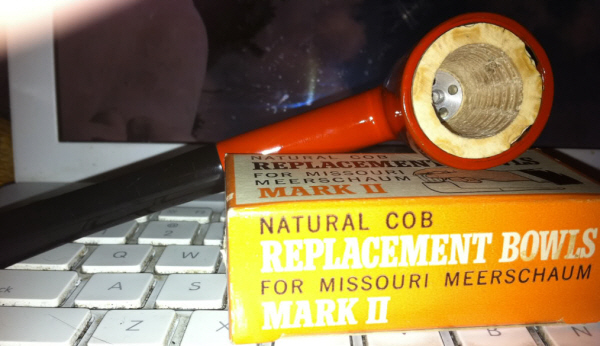 NATURAL COB
REPLACEMENT BOWLS
FOR MISSOURI
MEERSCHAUM
MARK II
NATURAL COB
REPLACEMENT BOWLS
FOR MISSOURI MEERSCHAUM
MARK II
Q W
A S
Z X